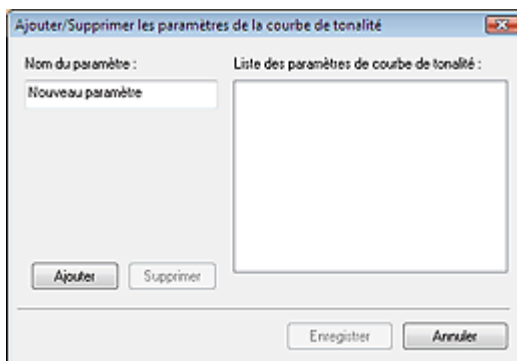 Ajouter/Supprimer les paramètres de la courbe de tonalité
Nom du paramètre :
Liste des paramètres de courbe de tonalité :
Nouveau paramètre
Ajouter
Supprimer
Enregistrer
Annuler